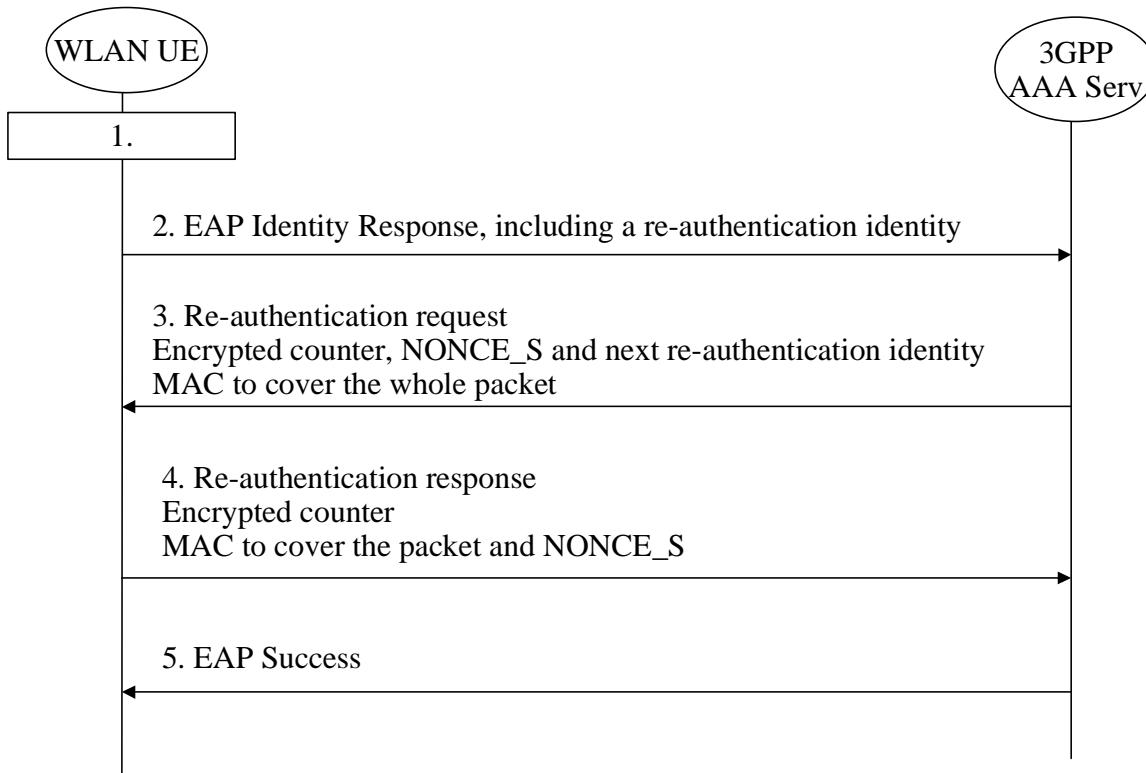 WLAN UE
3GPP
AAA Serv
1.
2. EAP Identity Response, including a re-authentication identity
3. Re-authentication request
Encrypted counter, NONCE_S and next re-authentication identity
MAC to cover the whole packet
4. Re-authentication response
Encrypted counter
MAC to cover the packet and NONCE_S
5. EAP Success